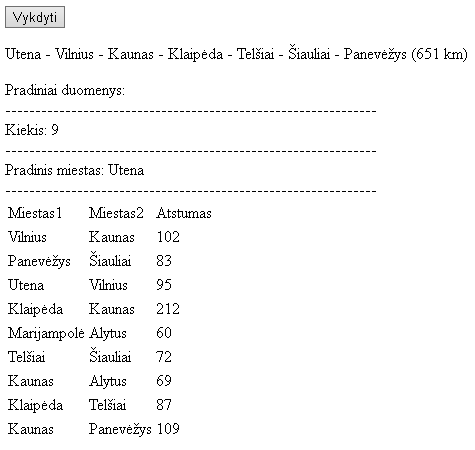 Vykdyti
Utena - Vilnius - Kaunas - Klaipėda - Telšiai - Šiauliai - Panevėžys (651 km)
Pradiniai duomenys:
--------------------------------------------------------------
Kiekis: 9
--------------------------------------------------------------
Pradinis miestas: Utena
--------------------------------------------------------------
Miestas1 Miestas2 Atstumas
Vilnius Kaunas 102
Panevėžys Šiauliai 83
Utena Vilnius 95
Klaipėda Kaunas 212
Marijampolė Alytus 60
Telšiai Šiauliai 72
Kaunas Alytus 69
Klaipėda Telšiai 87
Kaunas Panevėžys 109